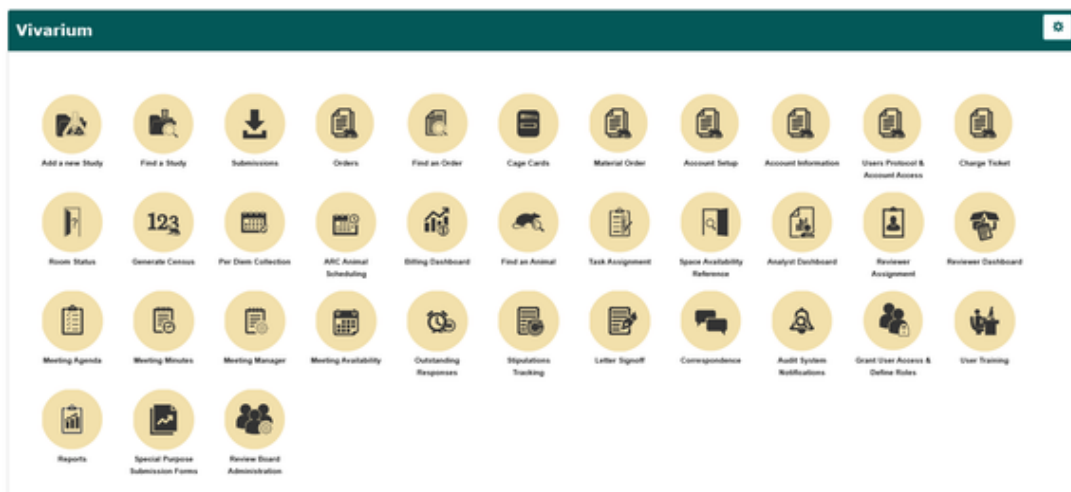 Vivarium
Add a new Study
Find a Study
Submissions
Orders
Find an Order
Cage Cards
Material Order
Account Setup
Account Information
Users Protocol &
Account Access
Charge Ticket
Room Status
123
Generate Census
Per Diem Collection
ARC Animal
Scheduling
Billing Dashboard
Find an Animal
Task Assignment
Space Availability
Reference
Analyst Dashboard
Reviewer
Assignment
Reviewer Dashboard
Meeting Agenda
Meeting Minutes
Meeting Manager
Meeting Availability
Outstanding
Responses
Stipulations
Tracking
Letter Signoff
Correspondence
Audit System
Notifications
Grant User Access &
Define Roles
User Training
Reports
Special Purpose
Submission Forms
Review Board
Administration